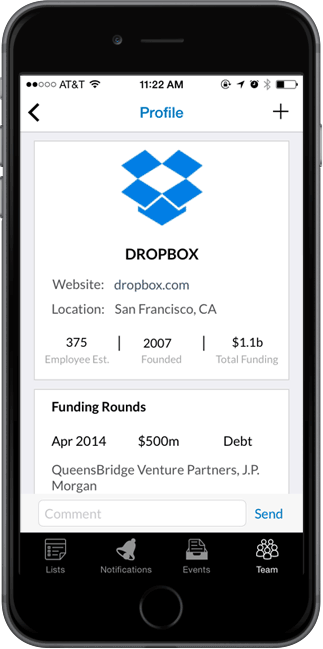 AT&T 11:22 AM
Profile
DROPBOX
Website: dropbox.com
Location: San Francisco, CA
375 2007 $1.1b
Employee Est. Founded Total Funding
Funding Rounds
Apr 2014 $500m Debt
QueensBridge Venture Partners, J.P.
Morgan
Comment Send
Lists Notifications Events Team